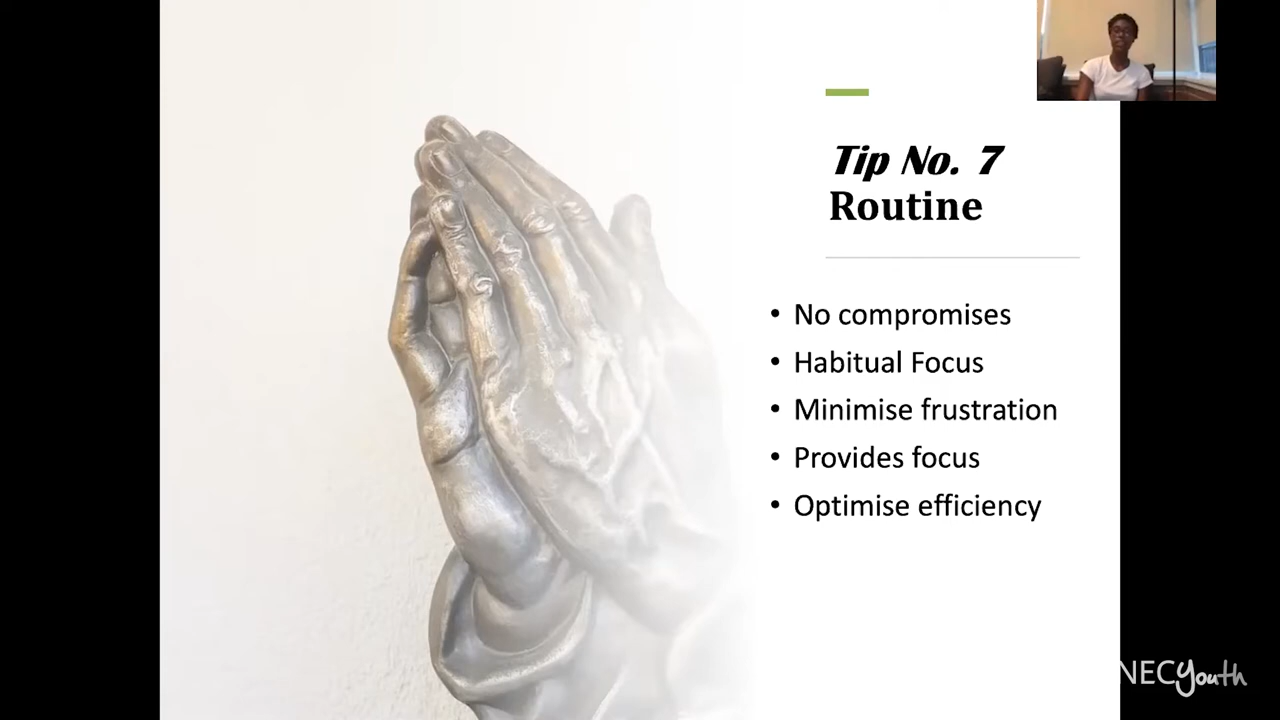 Tip No. 7
Routine
• No compromises
• Habitual Focus
• Minimise frustration
• Provides focus
• Optimise efficiency
NECyouth